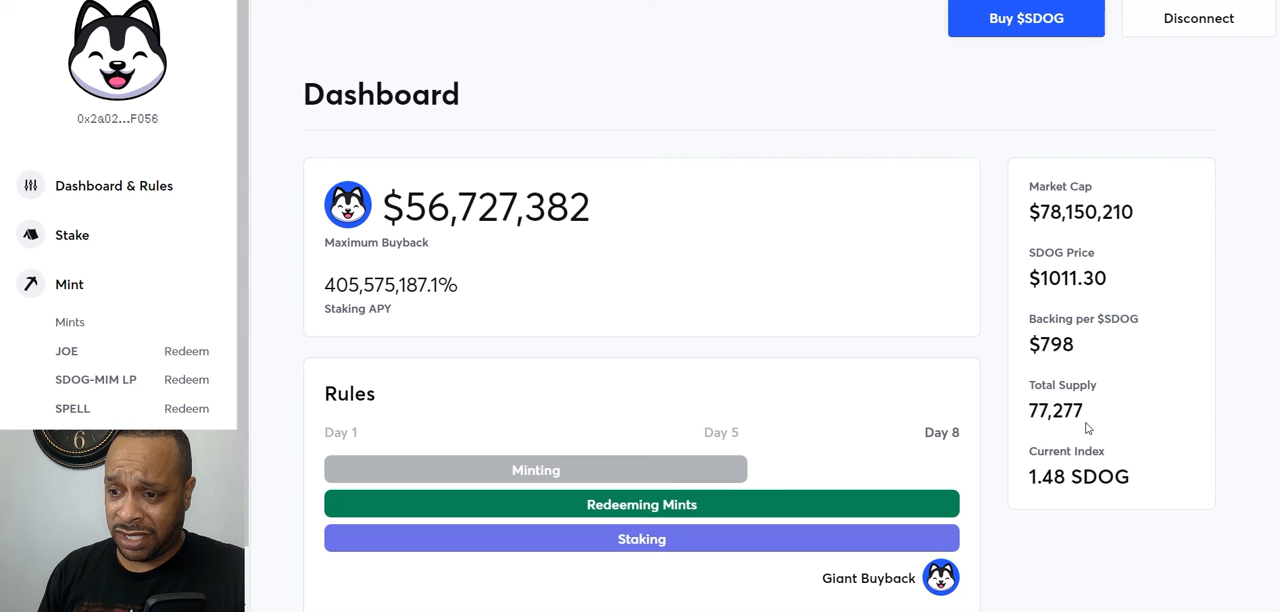 Buy $SDOG
Disconnect
0x2a02...F056
Dashboard & Rules
Stake
Mint
Mints
JOE Redeem
SDOG-MIM LP Redeem
SPELL Redeem
Dashboard
$56,727,382
Maximum Buyback
405,575,187.1%
Staking APY
Market Cap
$78,150,210
SDOG Price
$1011.30
Backing per $SDOG
$798
Total Supply
77,277
Current Index
1.48 SDOG
Rules
Day 1 Day 5 Day 8
Minting
Redeeming Mints
Staking
Giant Buyback
6